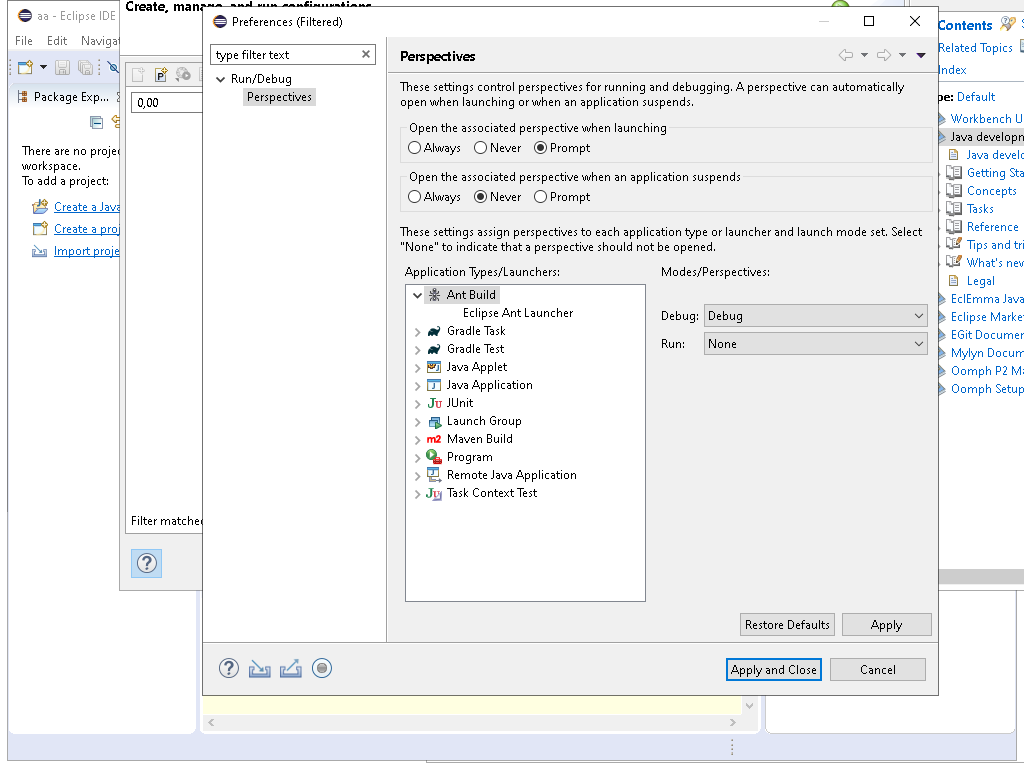 aa - Eclipse IDE
File Edit Navigat
Package Exp...
There are no proje
workspace.
To add a project:
Create a Java
Create a proj
Import proje
Create, manage, and run configurations
0,00
Filter matched
Preferences (Filtered)
type filter text
Run/Debug
Perspectives
Perspectives
These settings control perspectives for running and debugging. A perspective can automatically
open when launching or when an application suspends.
Open the associated perspective when launching
Always Never Prompt
Open the associated perspective when an application suspends
Always Never Prompt
These settings assign perspectives to each application type or launcher and launch mode set. Select
"None" to indicate that a perspective should not be opened.
Application Types/Launchers:
Ant Build
Eclipse Ant Launcher
Gradle Task
Gradle Test
Java Applet
Java Application
JUnit
Launch Group
Maven Build
Program
Remote Java Application
Task Context Test
Modes/Perspectives:
Debug: Debug
Run: None
Restore Defaults Apply
Apply and Close Cancel
Contents
Related Topics
Index
pe: Default
Workbench U
Java developm
Java develo
Getting Sta
Concepts
Tasks
Reference
Tips and tri
What's new
Legal
EclEmma Java
Eclipse Marke
EGit Documen
Mylyn Docum
Oomph P2 Ma
Oomph Setup